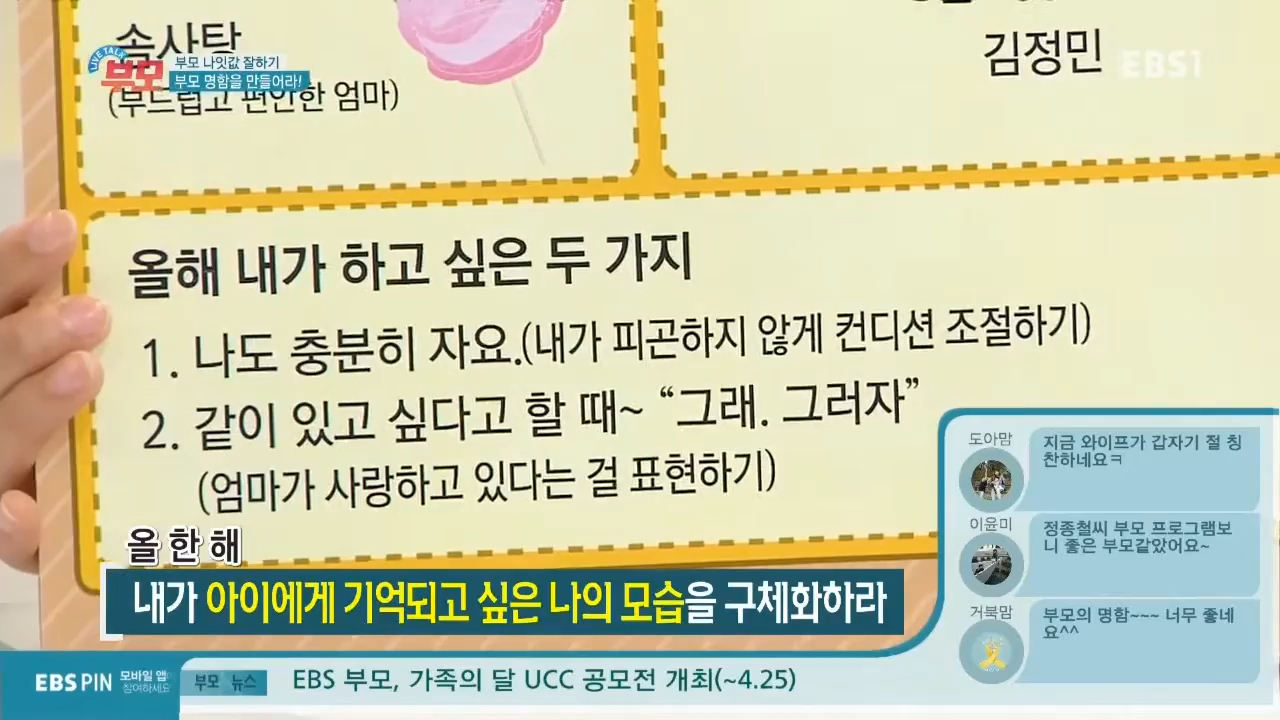 솜사탕
(부드럽고 편안한 엄마)
김정민
LIVE TALK
부모
부모 나잇값 잘하기
부모 명함을 만들어라!
EBS1
올해 내가 하고 싶은 두 가지
1. 나도 충분히 자요.(내가 피곤하지 않게 컨디션 조절하기)
2. 같이 있고 싶다고 할 때~ “그래. 그러자”
(엄마가 사랑하고 있다는 걸 표현하기)
올 한 해
내가 아이에게 기억되고 싶은 나의 모습을 구체화하라
도아맘
지금 와이프가 갑자기 절 칭
찬하네요ㅋ
이윤미
정종철씨 부모 프로그램보
니 좋은 부모같았어요~
거북맘
부모의 명함~~~ 너무 좋네
요^^
EBS PIN
모바일 앱
참여하세요
부모 뉴스
EBS 부모, 가족의 달 UCC 공모전 개최(~4.25)